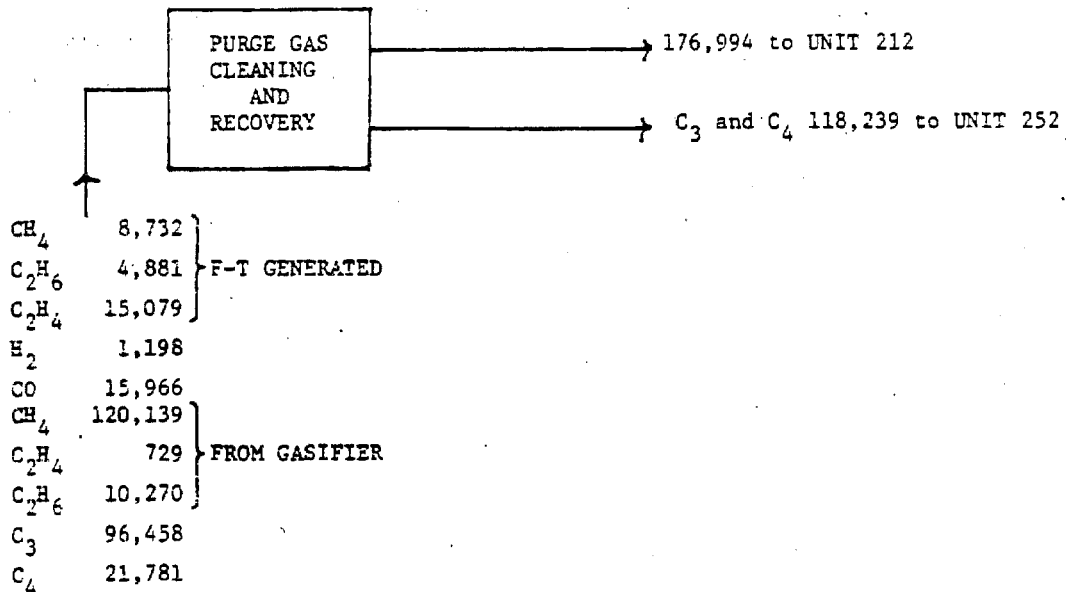 PURGE GAS
CLEANING
AND
RECOVERY
176,994 to UNIT 212
C₃ and C₄ 118,239 to UNIT 252
CH₄ 8,732
C₂H₆ 4,881 F-T GENERATED
C₂H₄ 15,079
H₂ 1,198
CO 15,966
CH₄ 120,139
C₂H₄ 729 FROM GASIFIER
C₂H₆ 10,270
C₃ 96,458
C₄ 21,781